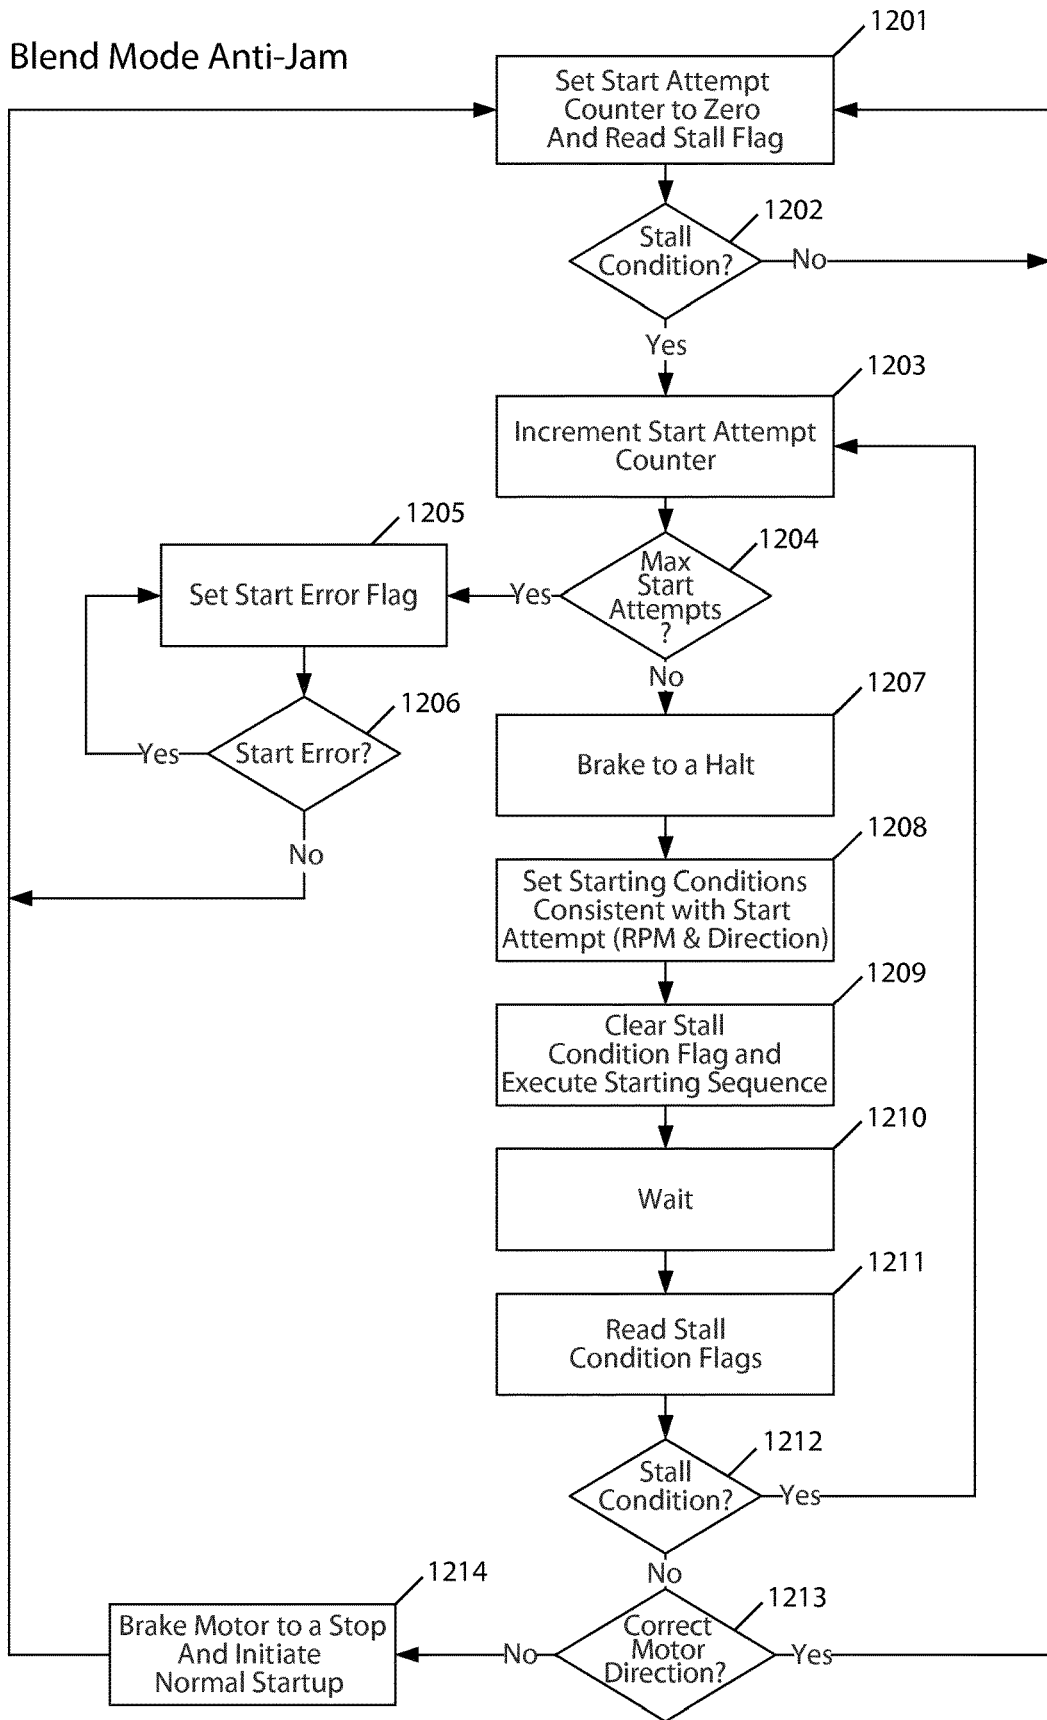 Blend Mode Anti-Jam
1201
Set Start Attempt
Counter to Zero
And Read Stall Flag
1202
Stall
Condition?
No
Yes
1203
Increment Start Attempt
Counter
1204
Max
Start
Attempts
?
Yes
No
1205
Set Start Error Flag
1206
Start Error?
Yes
No
1207
Brake to a Halt
1208
Set Starting Conditions
Consistent with Start
Attempt (RPM & Direction)
1209
Clear Stall
Condition Flag and
Execute Starting Sequence
1210
Wait
1211
Read Stall
Condition Flags
1212
Stall
Condition?
Yes
No
1213
Correct
Motor
Direction?
Yes
No
1214
Brake Motor to a Stop
And Initiate
Normal Startup